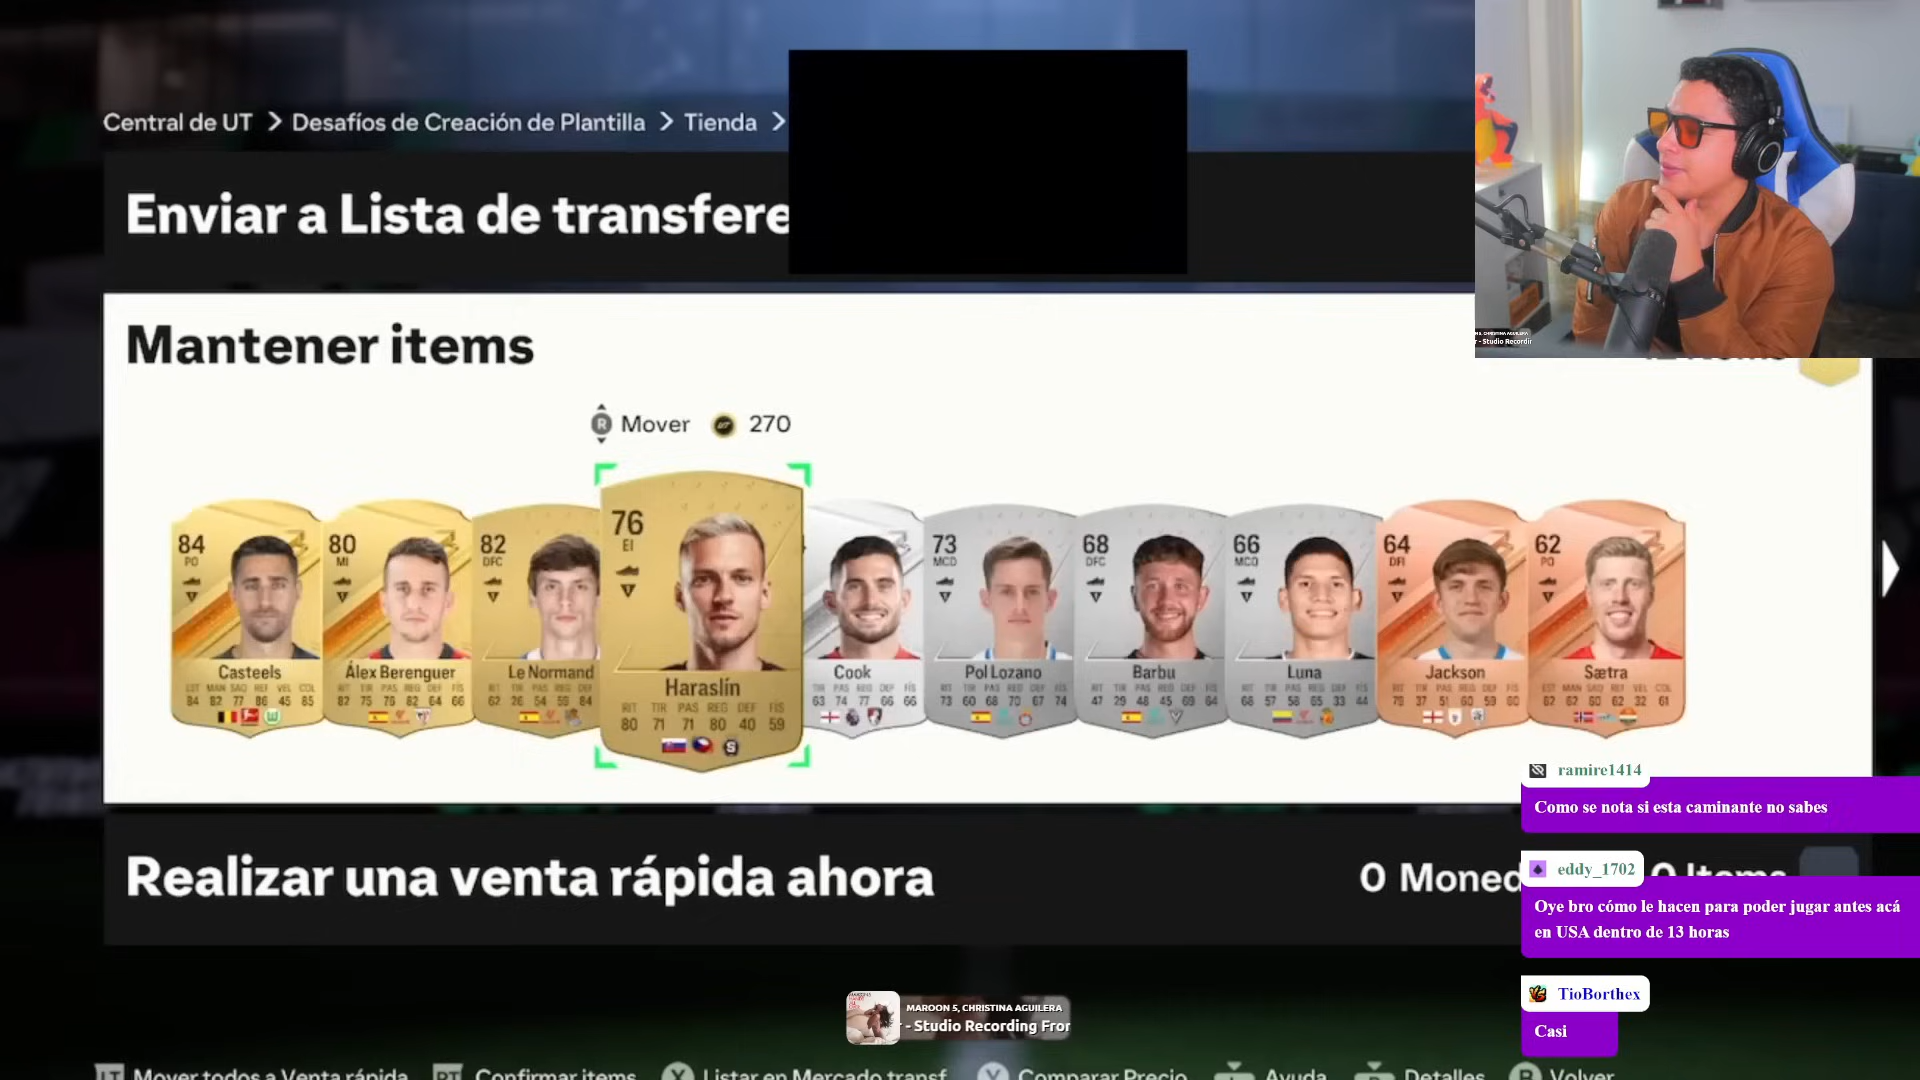 Central de UT > Desafíos de Creación de Plantilla > Tienda >
Enviar a Lista de transfere
Mantener items
R Mover 270
84 PO
80 MI
82 DFC
76 EI
73 MCD
68 DFC
66 MCO
64 DFI
62 PO
Casteels
Álex Berenguer
Le Normand
Haraslín
Cook
Pol Lozano
Barbu
Luna
Jackson
Sætra
RIT TIR PAS REG DEF FÍS
80 71 71 80 40 59
Realizar una venta rápida ahora
0 Moned
0 Items
ramire1414
Como se nota si esta caminante no sabes
eddy_1702
Oye bro cómo le hacen para poder jugar antes acá
en USA dentro de 13 horas
TioBorthex
Casi
MAROON 5, CHRISTINA AGUILERA
- Studio Recording Fror
LT Mover todos a Venta rápida
RT Confirmar items
X Listar en Mercado transf.
Y Comparar Precio
Ayuda
Detalles
B Volver